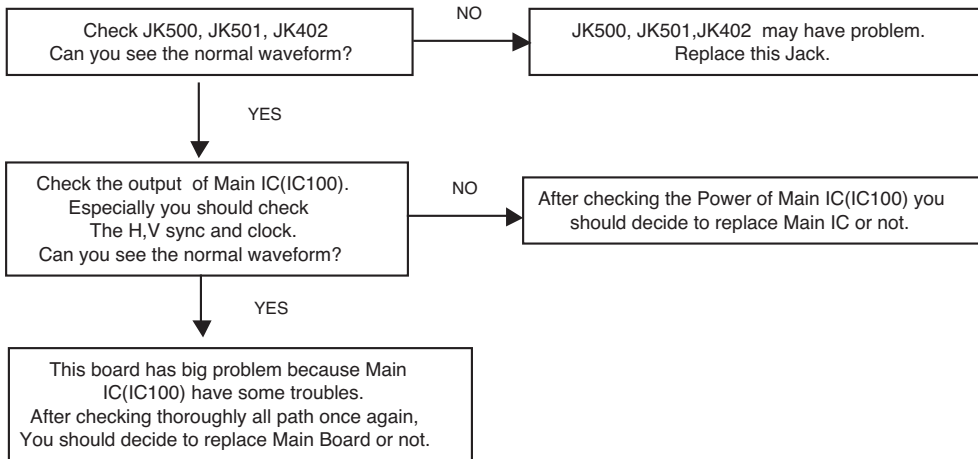 Check JK500, JK501, JK402
Can you see the normal waveform?
NO
JK500, JK501,JK402 may have problem.
Replace this Jack.
YES
Check the output of Main IC(IC100).
Especially you should check
The H,V sync and clock.
Can you see the normal waveform?
NO
After checking the Power of Main IC(IC100) you
should decide to replace Main IC or not.
YES
This board has big problem because Main
IC(IC100) have some troubles.
After checking thoroughly all path once again,
You should decide to replace Main Board or not.